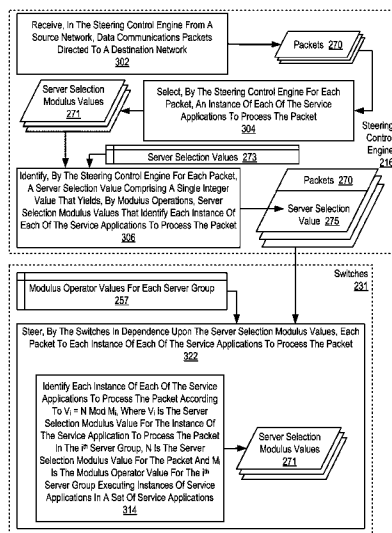 Receive, In The Steering Control Engine From A
Source Network, Data Communications Packets
Directed To A Destination Network
302
Packets 270
Server Selection
Modulus Values
271
Select, By The Steering Control Engine For Each
Packet, An Instance Of Each Of The Service
Applications To Process The Packet
304
Steering
Control
Engine
216
Server Selection Values 273
Identify, By The Steering Control Engine For Each Packet,
A Server Selection Value Comprising A Single Integer
Value That Yields, By Modulus Operations, Server
Selection Modulus Values That Identify Each Instance Of
Each Of The Service Applications To Process The Packet
306
Packets 270
Server Selection
Value 275
Switches
231
Modulus Operator Values For Each Server Group
257
Steer, By The Switches In Dependence Upon The Server Selection Modulus Values, Each
Packet To Each Instance Of Each Of The Service Applications To Process The Packet
322
Identify Each Instance Of Each Of The Service
Applications To Process The Packet According
To Vi = N Mod Mi, Where Vi Is The Server
Selection Modulus Value For The Instance Of
The Service Application To Process The Packet
In The ith Server Group, N Is The Server
Selection Modulus Value For The Packet And Mi
Is The Modulus Operator Value For The ith
Server Group Executing Instances Of Service
Applications In A Set Of Service Applications
314
Server Selection
Modulus Values
271